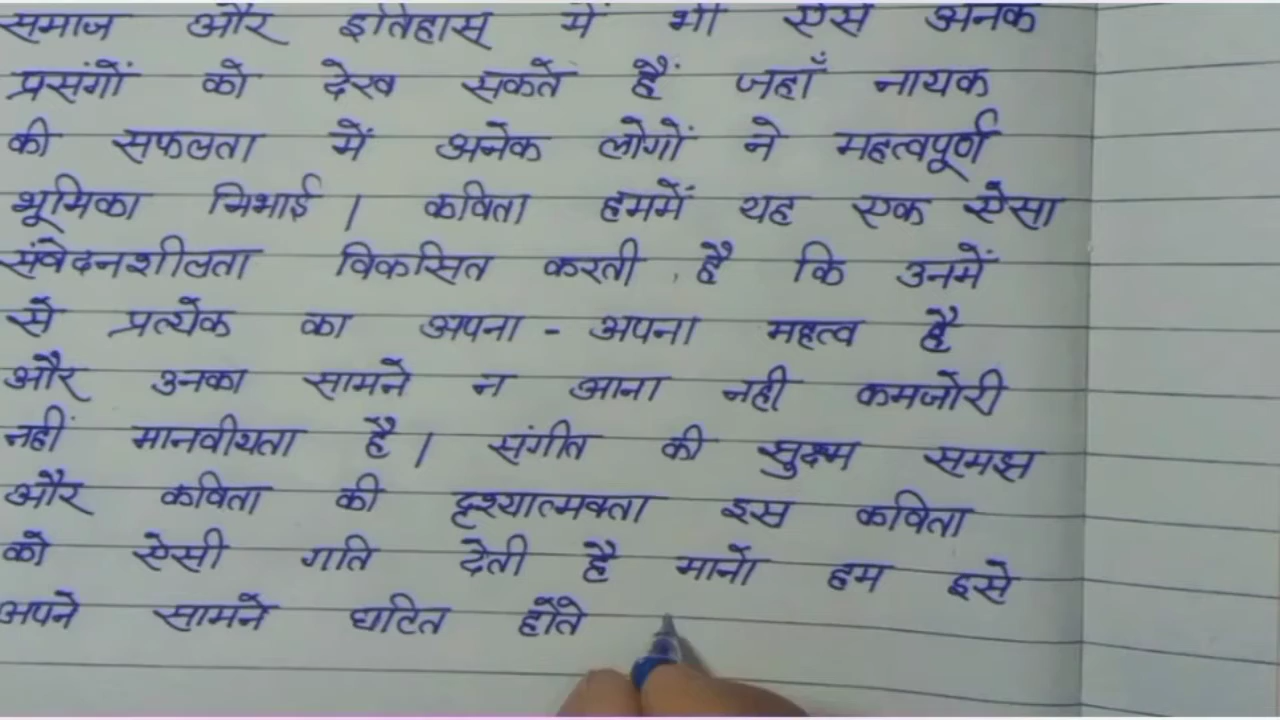 समाज और इतिहास में भी ऐसे अनेक
प्रसंगों को देख सकते हैं जहाँ नायक
की सफलता में अनेक लोगों ने महत्वपूर्ण
भूमिका निभाई । कविता हममें यह एक ऐसा
संवेदनशीलता विकसित करती है कि उनमें
से प्रत्येक का अपना - अपना महत्व है
और उनका सामने न आना नही कमजोरी
नहीं मानवीयता है । संगीत की सुक्ष्म समझ
और कविता की दृश्यात्मक्ता इस कविता
को ऐसी गति देती है मानो हम इसे
अपने सामने घटित होते